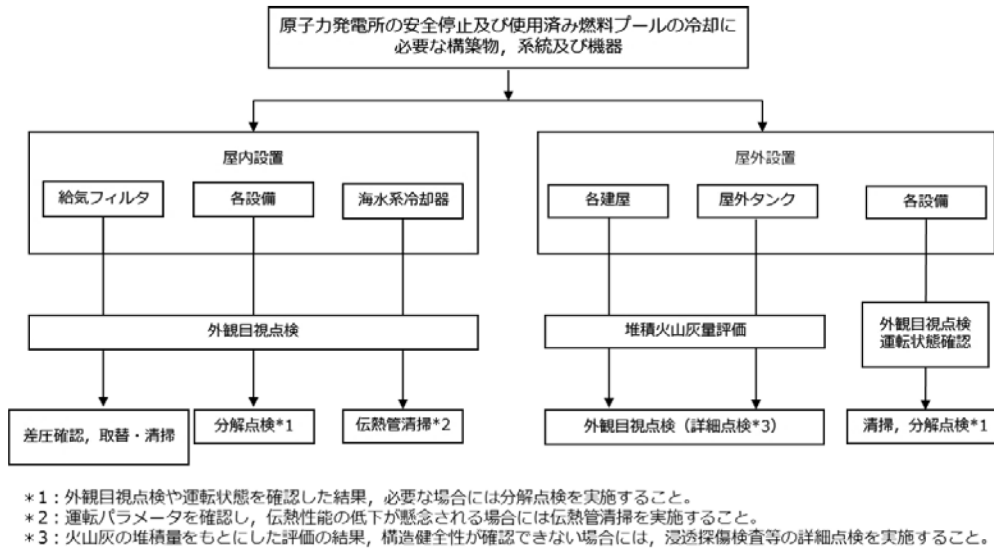 原子力発電所の安全停止及び使用済み燃料プールの冷却に
必要な構築物，系統及び機器
屋内設置
給気フィルタ
各設備
海水系冷却器
屋外設置
各建屋
屋外タンク
各設備
外観目視点検
堆積火山灰量評価
外観目視点検
運転状態確認
差圧確認，取替・清掃
分解点検*1
伝熱管清掃*2
外観目視点検（詳細点検*3）
清掃，分解点検*1
＊1：外観目視点検や運転状態を確認した結果，必要な場合には分解点検を実施すること。
＊2：運転パラメータを確認し，伝熱性能の低下が懸念される場合には伝熱管清掃を実施すること。
＊3：火山灰の堆積量をもとにした評価の結果，構造健全性が確認できない場合には，浸透探傷検査等の詳細点検を実施すること。